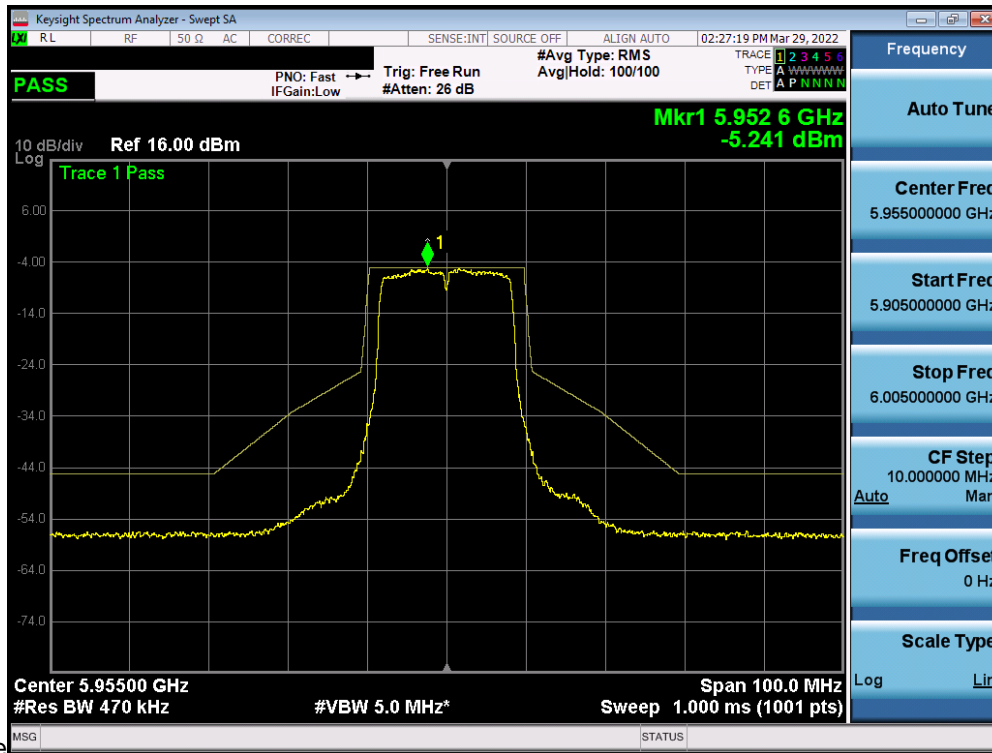 Keysight Spectrum Analyzer - Swept SA
LXI RL RF 50 Ω AC CORREC SENSE:INT SOURCE OFF ALIGN AUTO 02:27:19 PM Mar 29, 2022
PASS
PNO: Fast
IFGain:Low
Trig: Free Run
#Atten: 26 dB
#Avg Type: RMS
Avg|Hold: 100/100
TRACE 1 2 3 4 5 6
TYPE A WWWWW
DET A P N N N N
Mkr1 5.952 6 GHz
-5.241 dBm
10 dB/div Ref 16.00 dBm
Log
Trace 1 Pass
1
6.00
-4.00
-14.0
-24.0
-34.0
-44.0
-54.0
-64.0
-74.0
Center 5.95500 GHz Span 100.0 MHz
#Res BW 470 kHz #VBW 5.0 MHz* Sweep 1.000 ms (1001 pts)
MSG STATUS
Frequency
Auto Tune
Center Freq
5.955000000 GHz
Start Freq
5.905000000 GHz
Stop Freq
6.005000000 GHz
CF Step
10.000000 MHz
Auto Man
Freq Offset
0 Hz
Scale Type
Log Lin
e